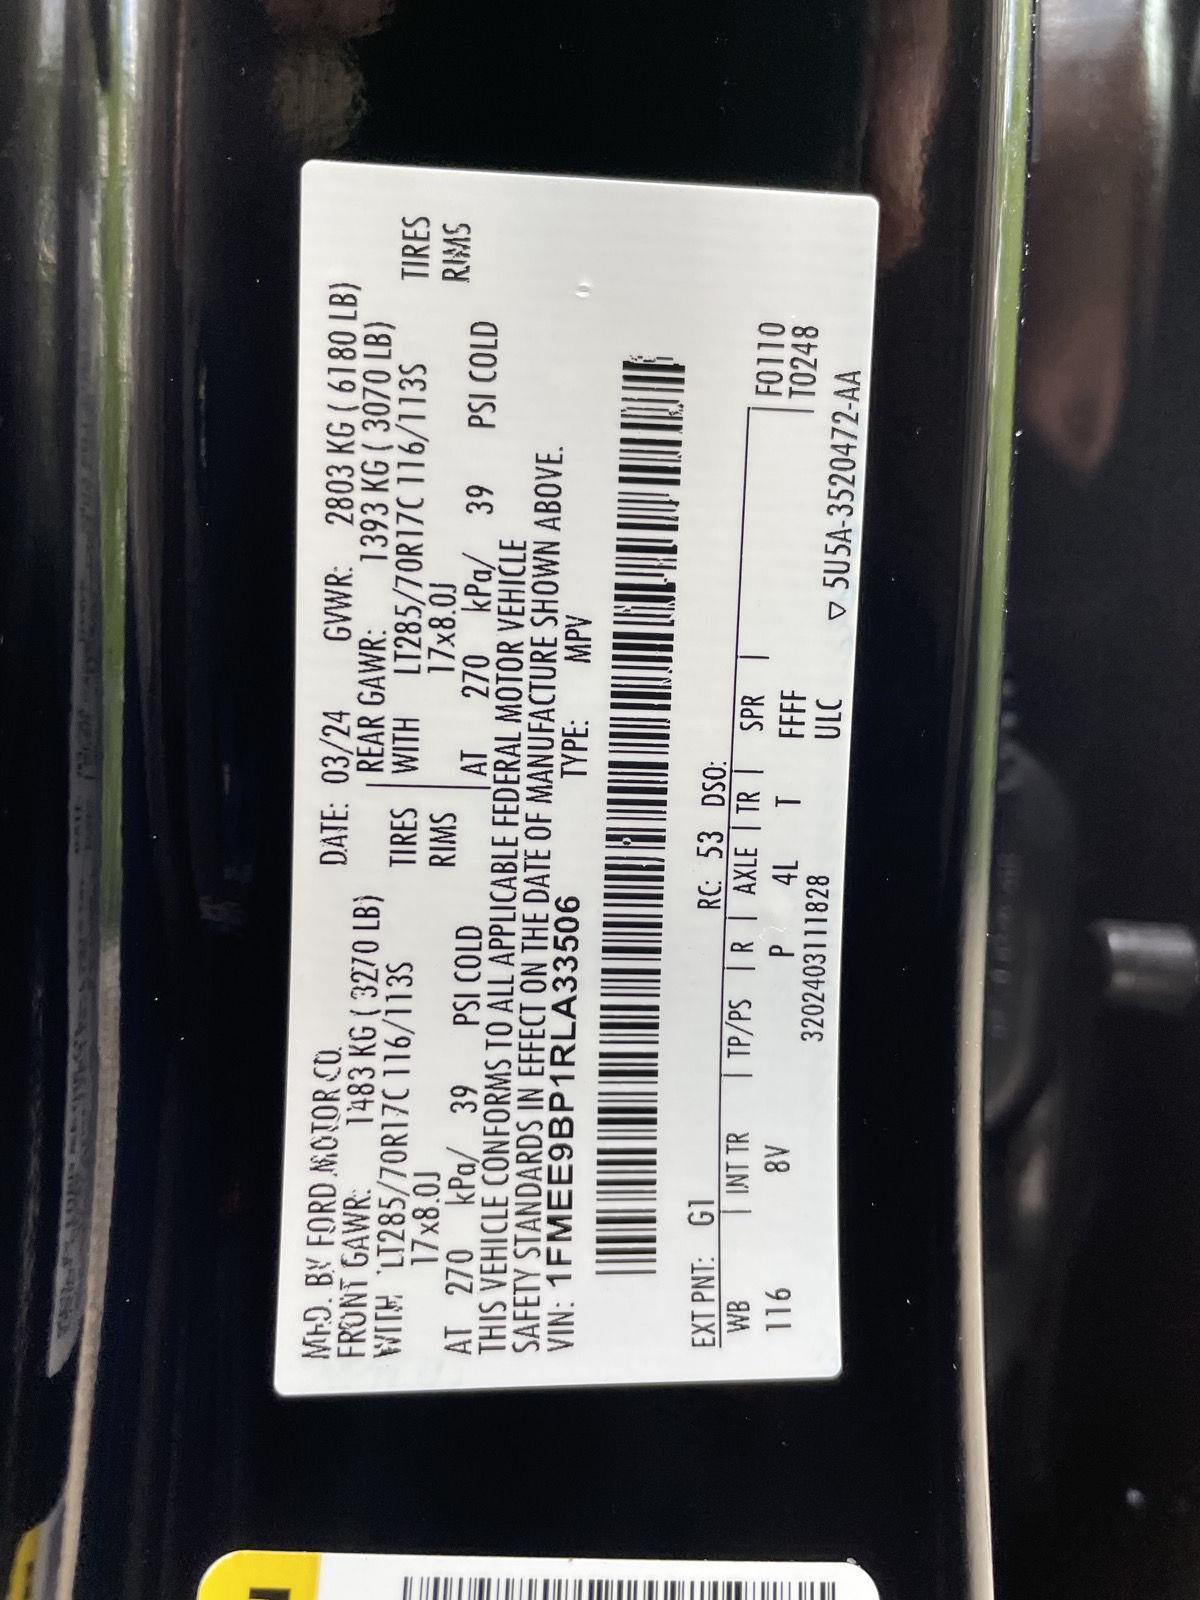 MFD. BY FORD MOTOR CO. DATE: 03/24 GVWR: 2803 KG ( 6180 LB)
FRONT GAWR: 1483 KG ( 3270 LB) REAR GAWR: 1393 KG ( 3070 LB)
WITH LT285/70R17C 116/113S TIRES WITH LT285/70R17C 116/113S TIRES
17x8.0J RIMS 17x8.0J RIMS
AT 270 kPa/ 39 PSI COLD AT 270 kPa/ 39 PSI COLD
THIS VEHICLE CONFORMS TO ALL APPLICABLE FEDERAL MOTOR VEHICLE
SAFETY STANDARDS IN EFFECT ON THE DATE OF MANUFACTURE SHOWN ABOVE.
VIN: 1FMEE9BP1RLA33506 TYPE: MPV
EXT PNT: G1 RC: 53 DSO:
WB | INT TR | TP/PS | R | AXLE | TR | SPR | F0110
116 8V P 4L T FFFF T0248
3202403111828 ULC
▽ 5U5A-3520472-AA